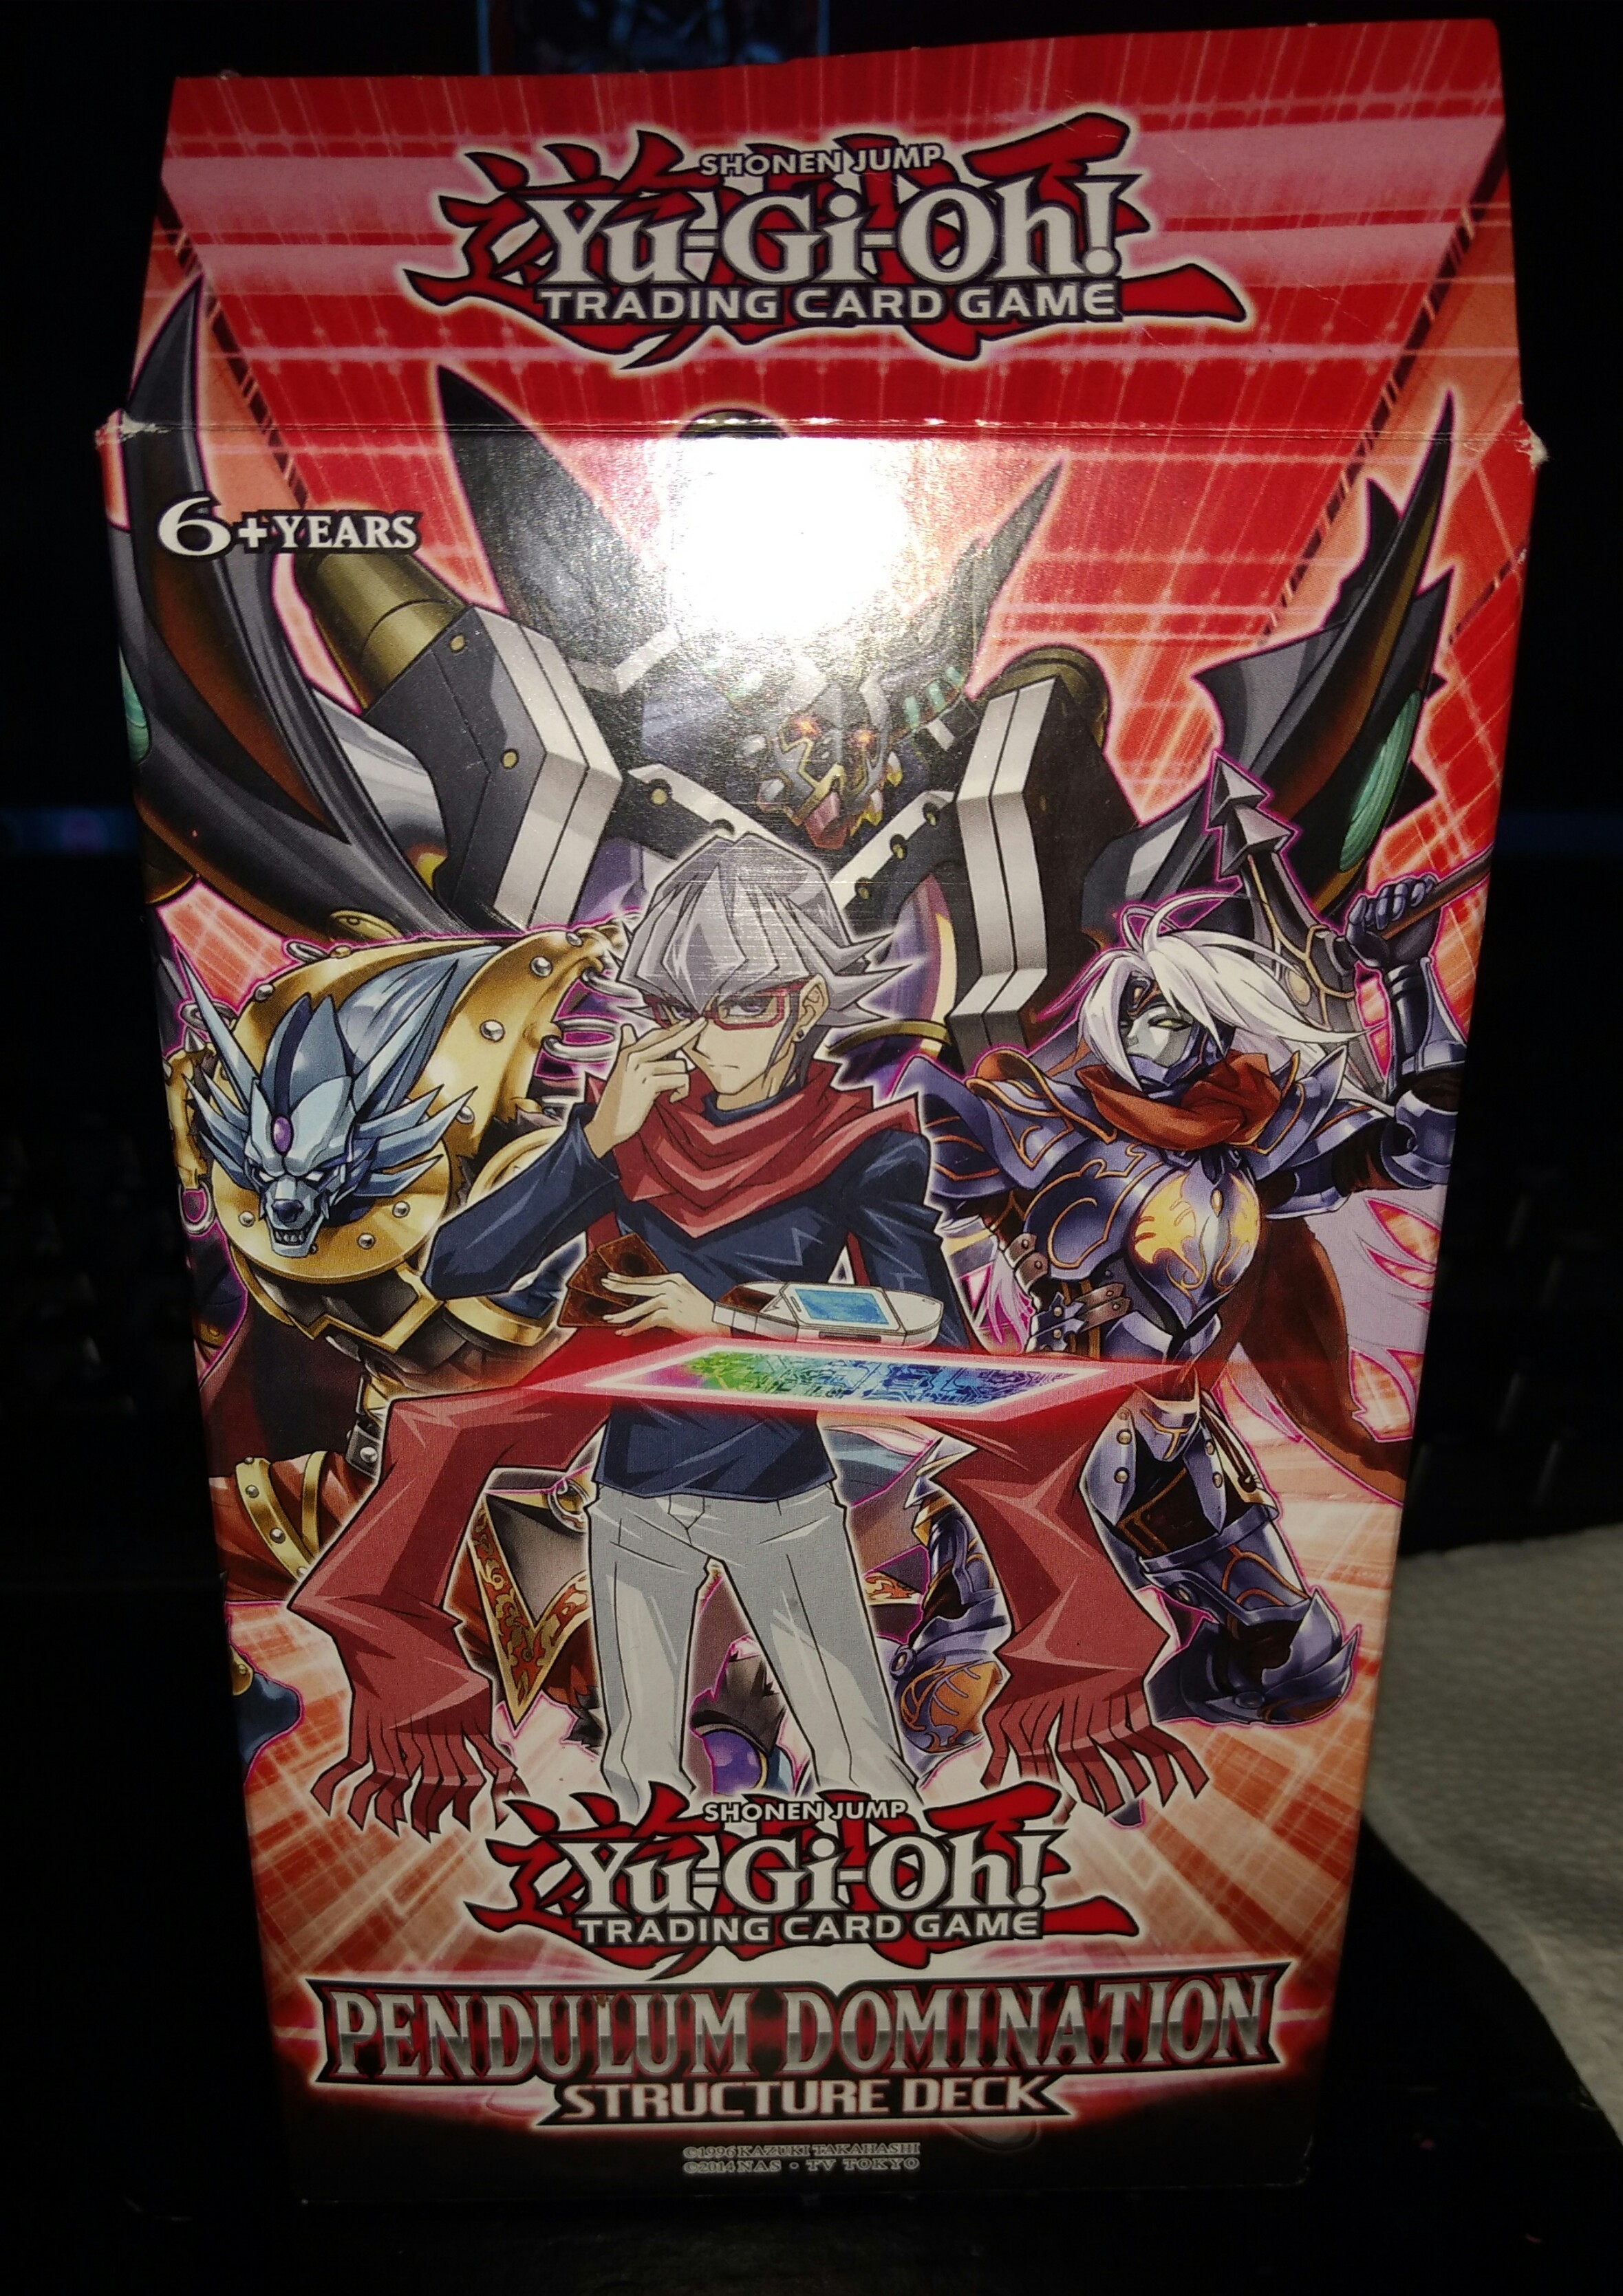 SHONEN JUMP
Yu-Gi-Oh!
TRADING CARD GAME
6+YEARS
SHONEN JUMP
Yu-Gi-Oh!
TRADING CARD GAME
PENDULUM DOMINATION
STRUCTURE DECK
©1996 KAZUKI TAKAHASHI
©2014 NAS • TV TOKYO